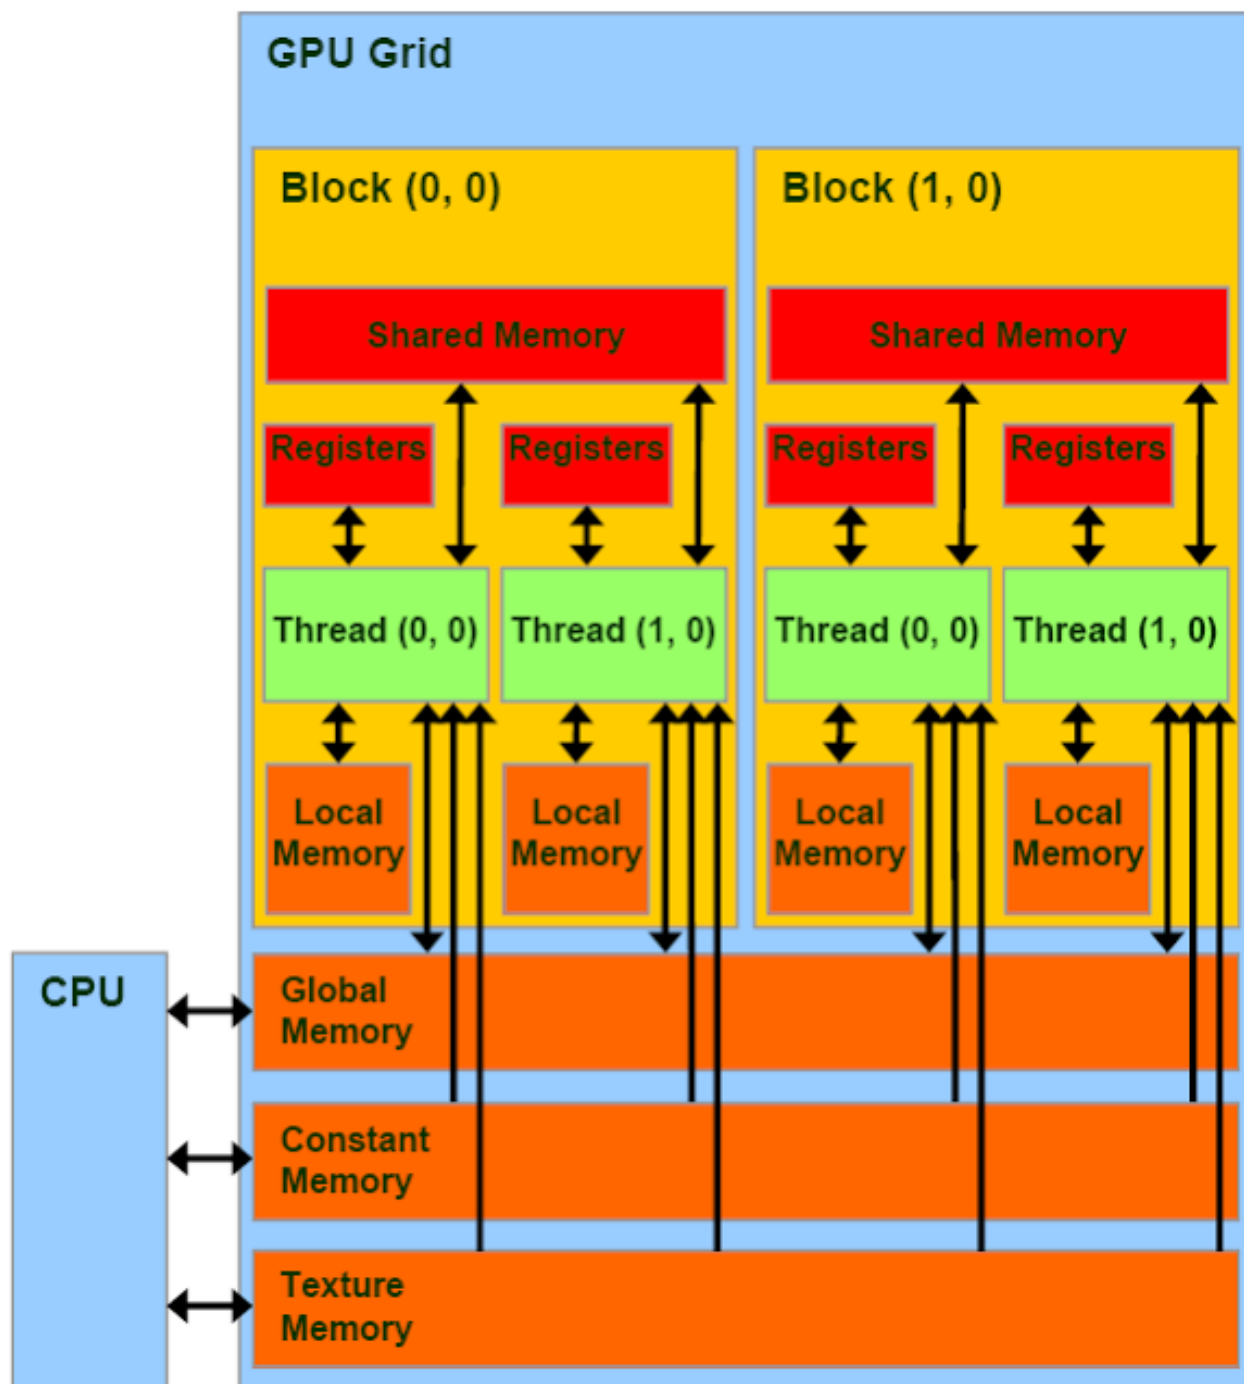 GPU Grid
Block (0, 0)
Block (1, 0)
Shared Memory
Shared Memory
Registers
Registers
Registers
Registers
Thread (0, 0)
Thread (1, 0)
Thread (0, 0)
Thread (1, 0)
Local
Memory
Local
Memory
Local
Memory
Local
Memory
CPU
Global
Memory
Constant
Memory
Texture
Memory